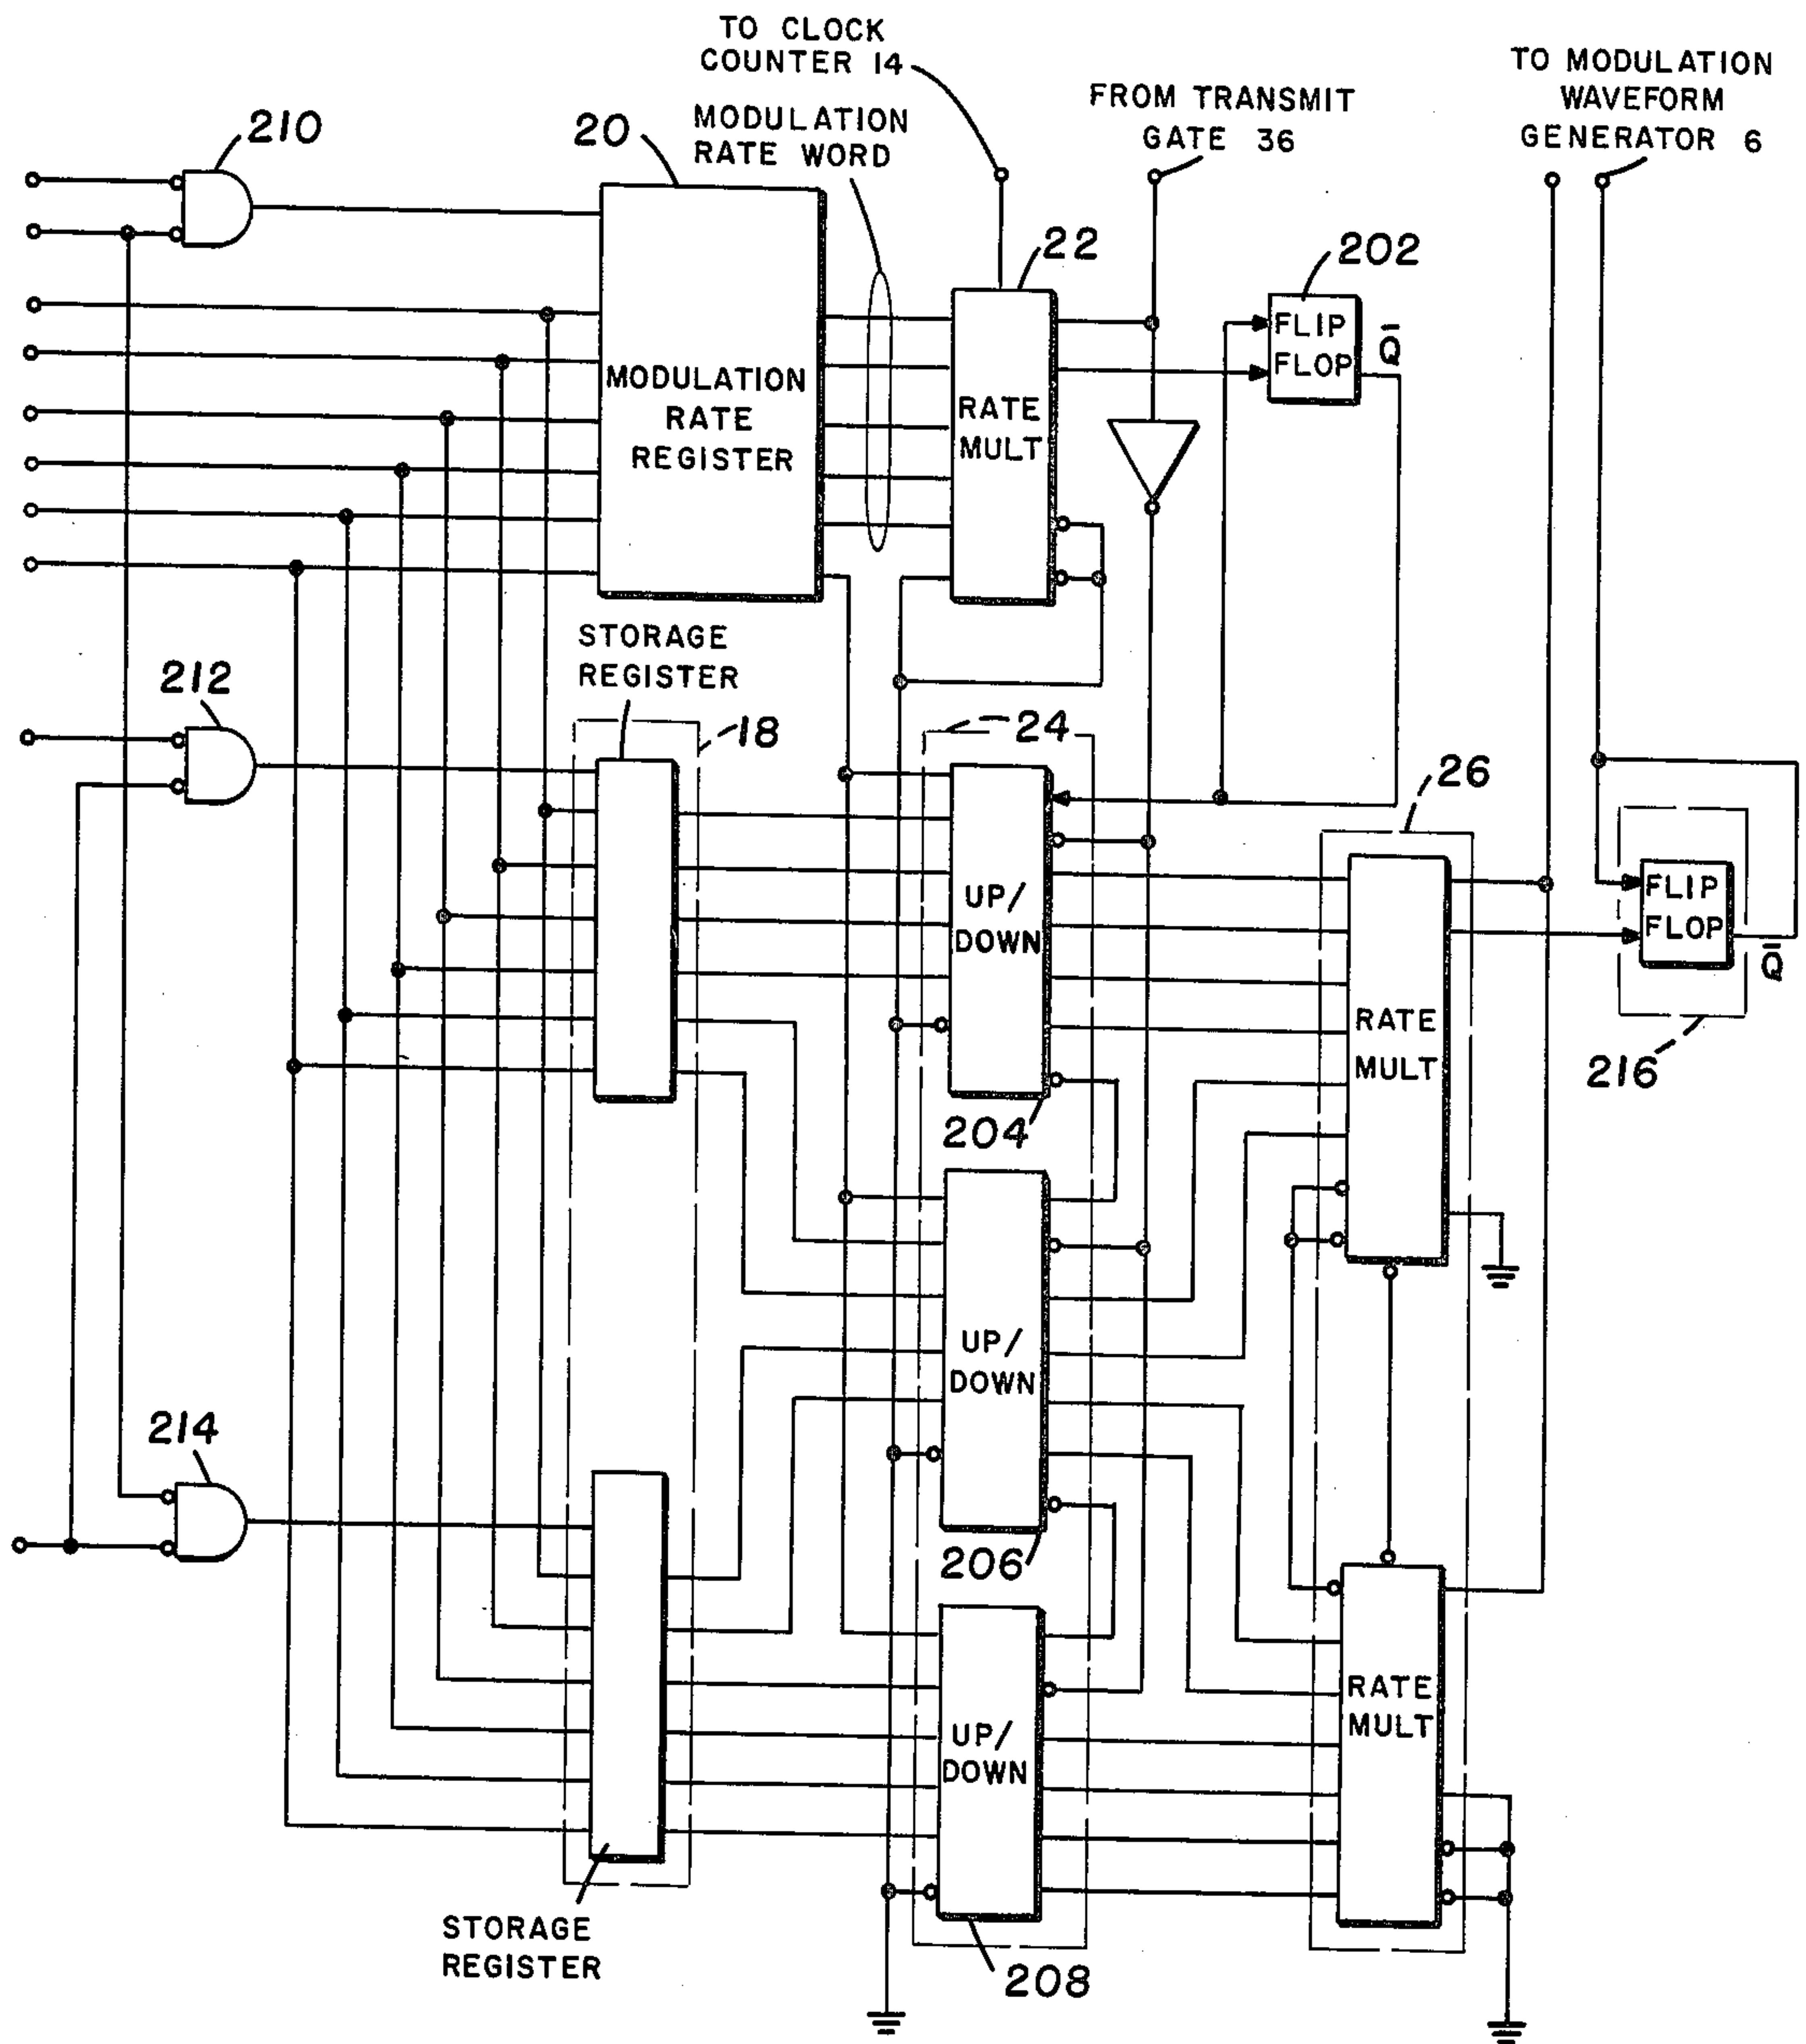 TO CLOCK
COUNTER 14
FROM TRANSMIT
GATE 36
TO MODULATION
WAVEFORM
GENERATOR 6
210
20
MODULATION
RATE WORD
22
202
FLIP
FLOP
Q̅
MODULATION
RATE
REGISTER
RATE
MULT
STORAGE
REGISTER
212
18
24
26
UP/
DOWN
FLIP
FLOP
Q̅
RATE
MULT
216
204
UP/
DOWN
214
206
RATE
MULT
UP/
DOWN
STORAGE
REGISTER
208